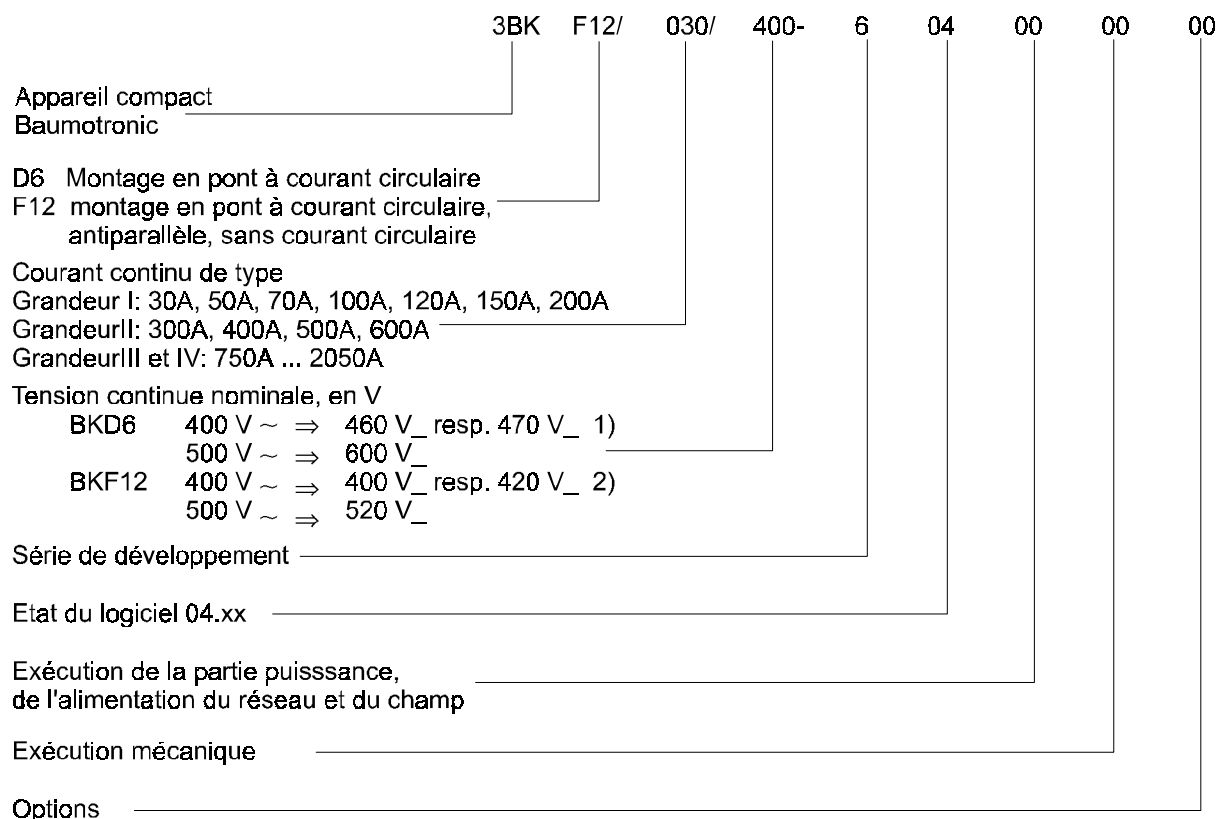 3BK F12/ 030/ 400- 6 04 00 00 00
Appareil compact
Baumotronic
D6 Montage en pont à courant circulaire
F12 montage en pont à courant circulaire,
antiparallèle, sans courant circulaire
Courant continu de type
Grandeur I: 30A, 50A, 70A, 100A, 120A, 150A, 200A
GrandeurII: 300A, 400A, 500A, 600A
GrandeurIII et IV: 750A ... 2050A
Tension continue nominale, en V
BKD6 400 V ~ ⇒ 460 V_ resp. 470 V_ 1)
500 V ~ ⇒ 600 V_
BKF12 400 V ~ ⇒ 400 V_ resp. 420 V_ 2)
500 V ~ ⇒ 520 V_
Série de développement
Etat du logiciel 04.xx
Exécution de la partie puisssance,
de l'alimentation du réseau et du champ
Exécution mécanique
Options